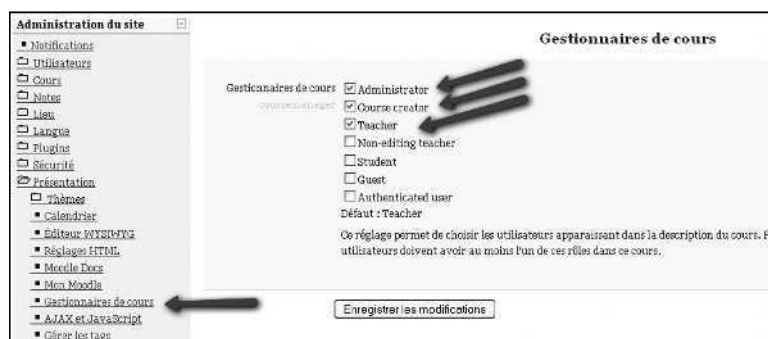 Administration du site
Notifications
Utilisateurs
Cours
Notes
Lieu
Langue
Plugins
Sécurité
Présentation
Thèmes
Calendrier
Éditeur WYSIWYG
Réglages HTML
Moodle Docs
Mon Moodle
Gestionnaires de cours
AJAX et JavaScript
Gérer les tags
Gestionnaires de cours
Gestionnaires de cours
coursemanager
Administrator
Course creator
Teacher
Non-editing teacher
Student
Guest
Authenticated user
Défaut : Teacher
Ce réglage permet de choisir les utilisateurs apparaissant dans la description du cours.
utilisateurs doivent avoir au moins l'un de ces rôles dans ce cours.
Enregistrer les modifications